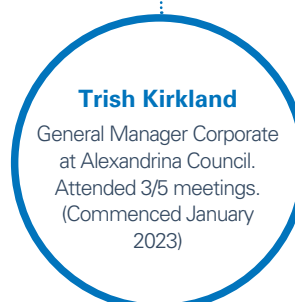 Trish Kirkland
General Manager Corporate
at Alexandrina Council.
Attended 3/5 meetings.
(Commenced January
2023)